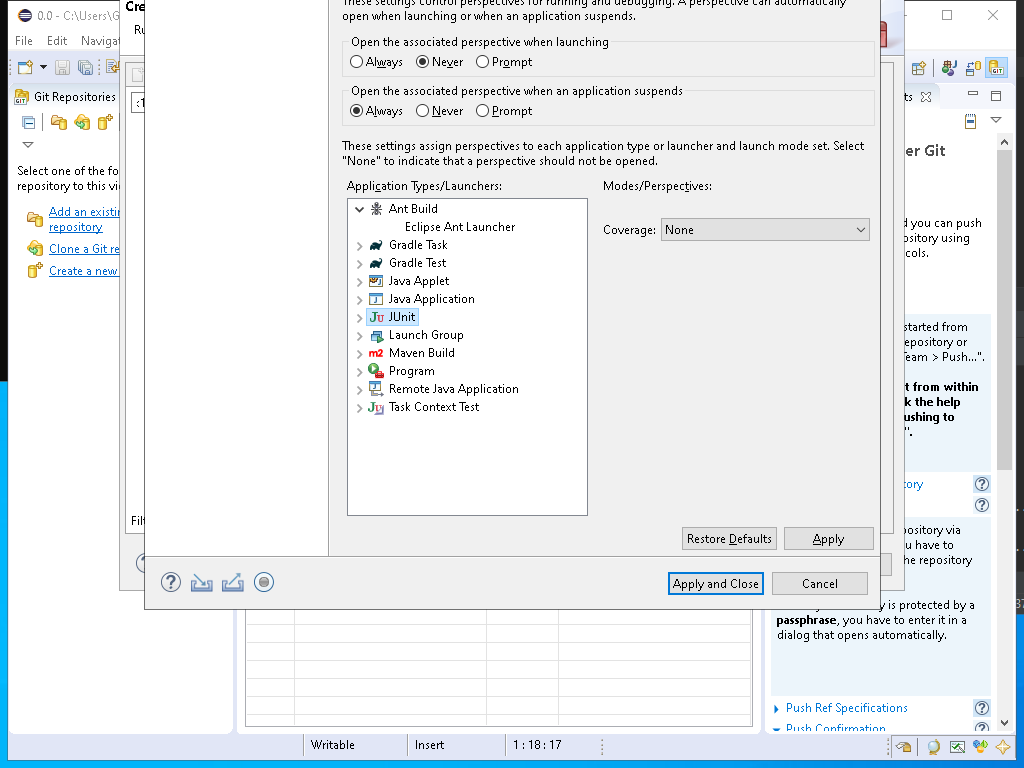 0.0 - C:\Users\G
Cre
File Edit Navigat
Ru
Git Repositories
Select one of the fo
repository to this vi
Add an existin
repository
Clone a Git re
Create a new
These settings control perspectives for running and debugging. A perspective can automatically
open when launching or when an application suspends.
Open the associated perspective when launching
Always Never Prompt
Open the associated perspective when an application suspends
Always Never Prompt
These settings assign perspectives to each application type or launcher and launch mode set. Select
"None" to indicate that a perspective should not be opened.
Application Types/Launchers:
Modes/Perspectives:
Ant Build
Eclipse Ant Launcher
Gradle Task
Gradle Test
Java Applet
Java Application
JUnit
Launch Group
Maven Build
Program
Remote Java Application
Task Context Test
Coverage: None
Restore Defaults Apply
Apply and Close Cancel
Filt
ts
er Git
d you can push
ository using
cols.
started from
epository or
Team > Push...".
t from within
k the help
ushing to
".
tory
pository via
u have to
he repository
y is protected by a
passphrase, you have to enter it in a
dialog that opens automatically.
Push Ref Specifications
Push Confirmation
Writable Insert 1 : 18 : 17